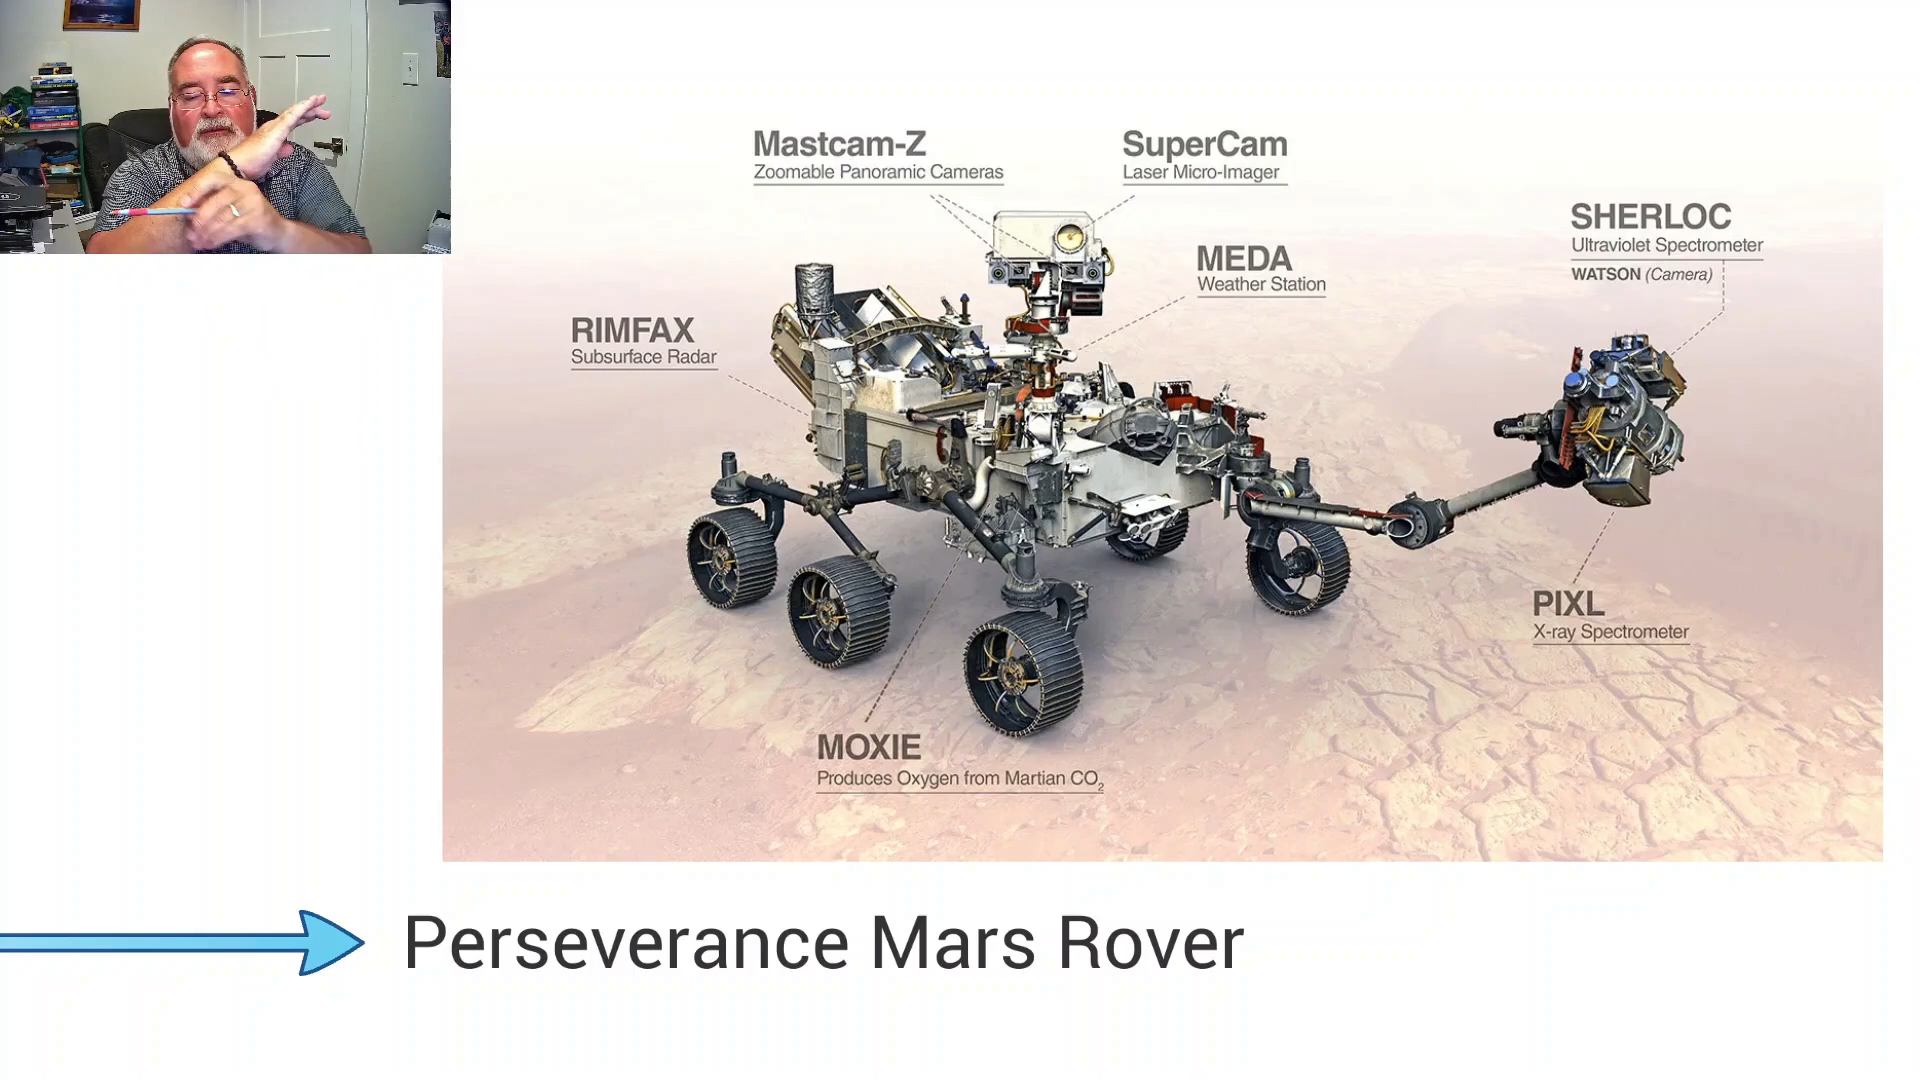 Mastcam-Z
Zoomable Panoramic Cameras
SuperCam
Laser Micro-Imager
SHERLOC
Ultraviolet Spectrometer
WATSON (Camera)
MEDA
Weather Station
RIMFAX
Subsurface Radar
PIXL
X-ray Spectrometer
MOXIE
Produces Oxygen from Martian CO₂
Perseverance Mars Rover